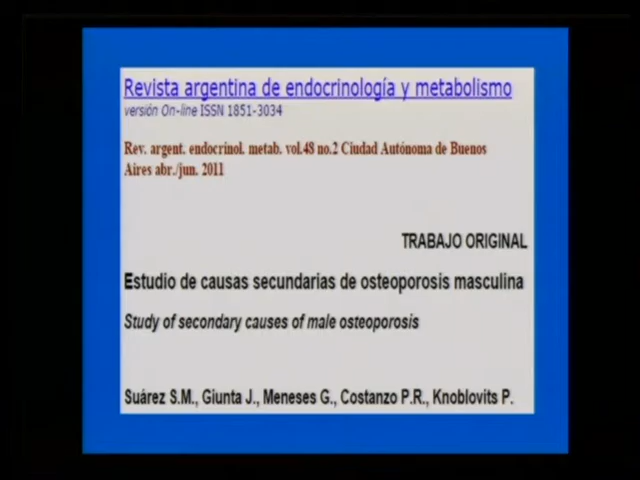 Revista argentina de endocrinología y metabolismo
versión On-line ISSN 1851-3034
Rev. argent. endocrinol. metab. vol.48 no.2 Ciudad Autónoma de Buenos
Aires abr./jun. 2011
TRABAJO ORIGINAL
Estudio de causas secundarias de osteoporosis masculina
Study of secondary causes of male osteoporosis
Suárez S.M., Giunta J., Meneses G., Costanzo P.R., Knoblovits P.